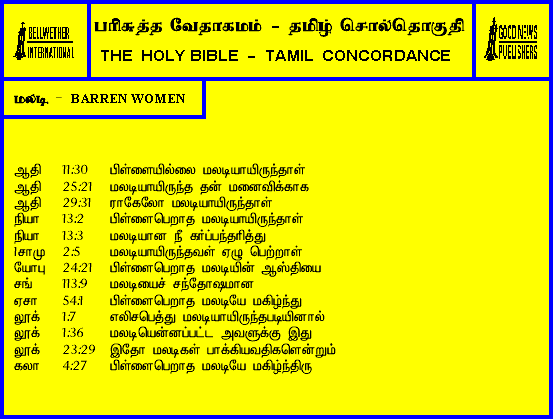 BELLWETHER
INTERNATIONAL
பரிசுத்த வேதாகமம் - தமிழ் சொல்தொகுதி
THE HOLY BIBLE - TAMIL CONCORDANCE
GOOD NEWS
PUBLISHERS
மலடி - BARREN WOMEN
ஆதி 11:30 பிள்ளையில்லை மலடியாயிருந்தாள்
ஆதி 25:21 மலடியாயிருந்த தன் மனைவிக்காக
ஆதி 29:31 ராகேலோ மலடியாயிருந்தாள்
நியா 13:2 பிள்ளைபெறாத மலடியாயிருந்தாள்
நியா 13:3 மலடியான நீ கர்ப்பந்தரித்து
1சாமு 2:5 மலடியாயிருந்தவள் ஏழு பெற்றாள்
யோபு 24:21 பிள்ளைபெறாத மலடியின் ஆஸ்தியை
சங் 113:9 மலடியைச் சந்தோஷமான
ஏசா 54:1 பிள்ளைபெறாத மலடியே மகிழ்ந்து
லூக் 1:7 எலிசபெத்து மலடியாயிருந்தபடியினால்
லூக் 1:36 மலடியென்னப்பட்ட அவளுக்கு இது
லூக் 23:29 இதோ மலடிகள் பாக்கியவதிகளென்றும்
கலா 4:27 பிள்ளைபெறாத மலடியே மகிழ்ந்திரு